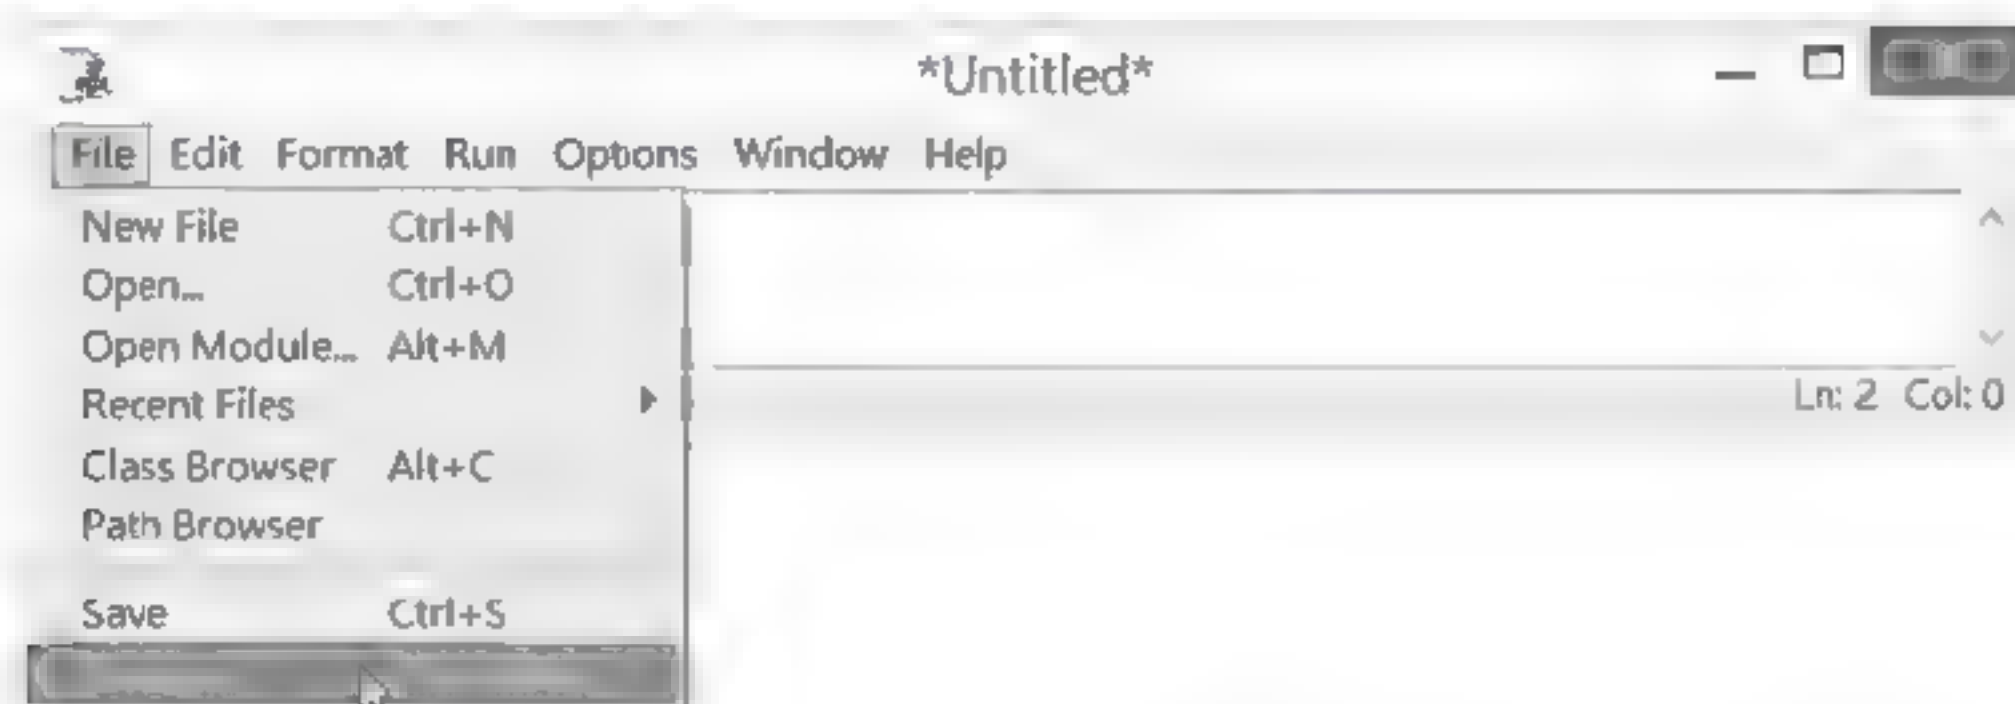 *Untitled*
File Edit Format Run Options Window Help
New File Ctrl+N
Open... Ctrl+O
Open Module... Alt+M
Recent Files
Ln: 2 Col: 0
Class Browser Alt+C
Path Browser
Save Ctrl+S